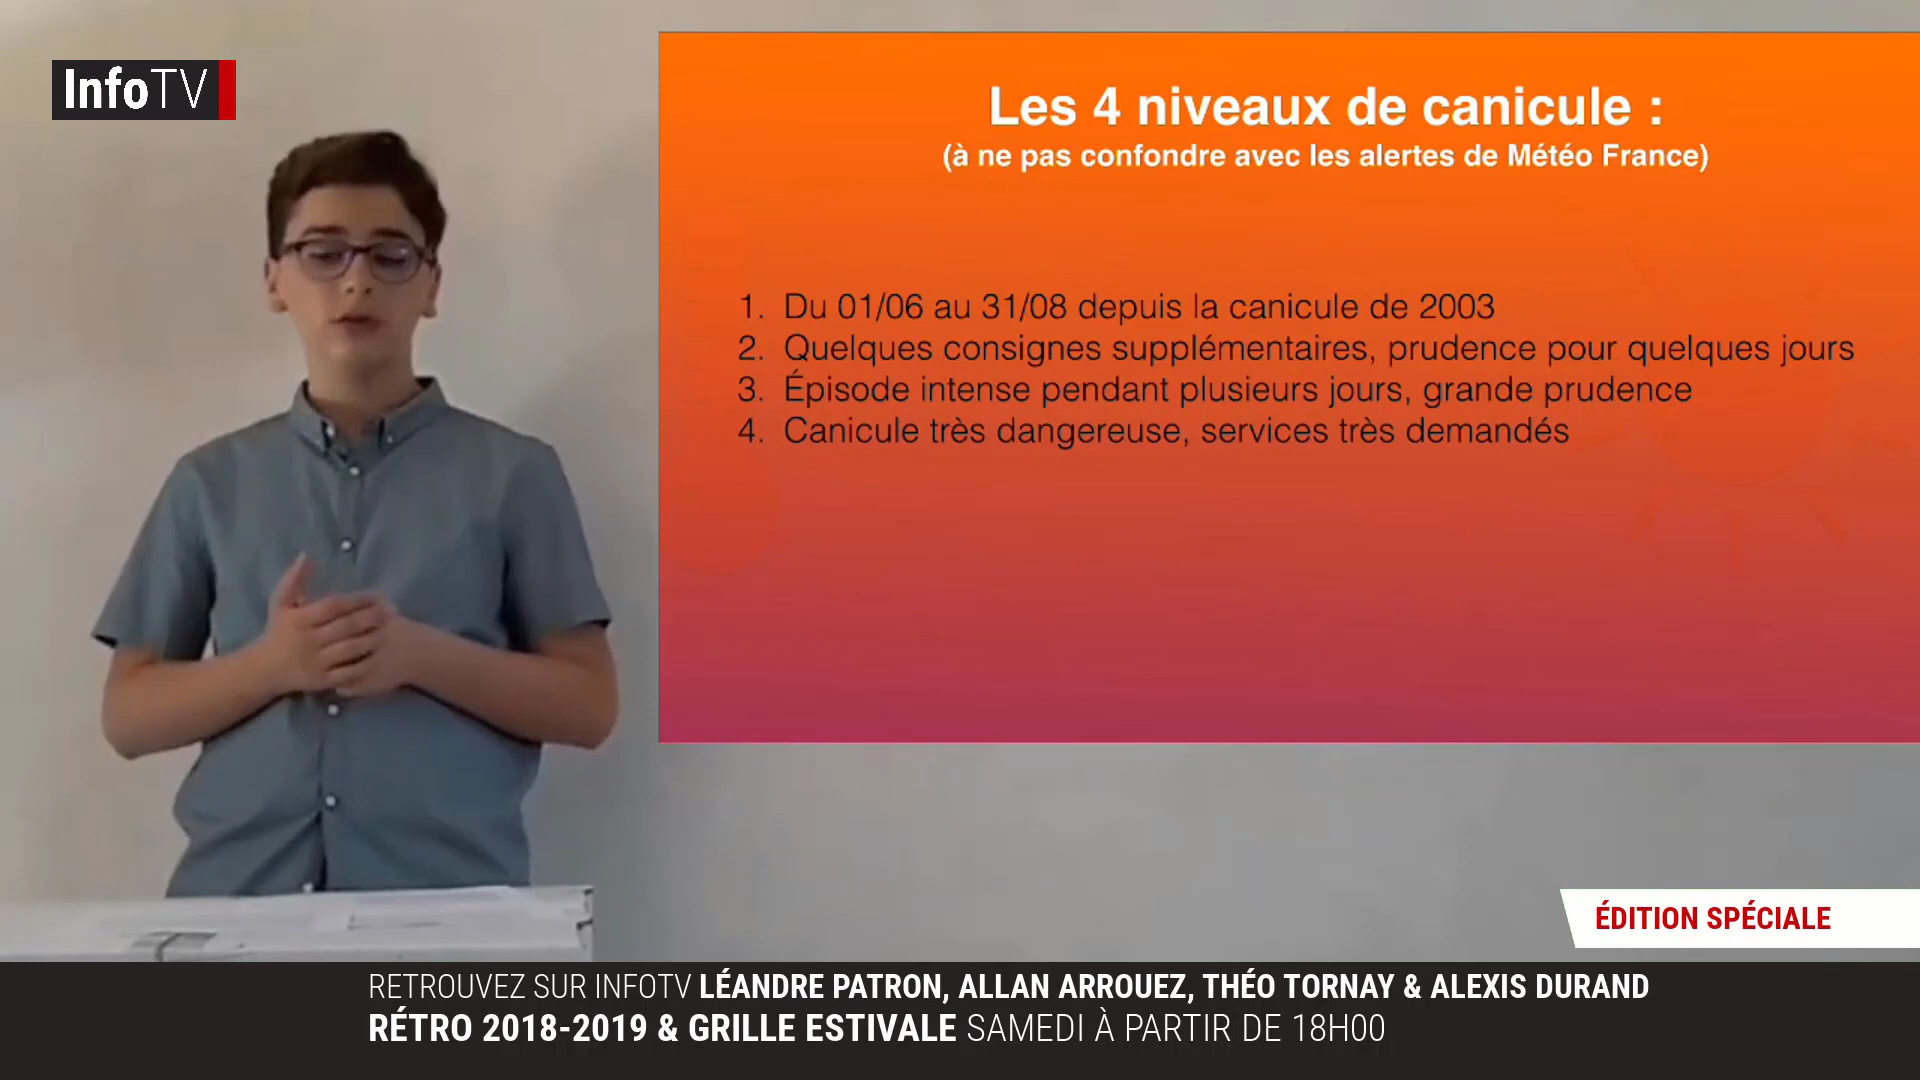 InfoTV
Les 4 niveaux de canicule :
(à ne pas confondre avec les alertes de Météo France)
1. Du 01/06 au 31/08 depuis la canicule de 2003
2. Quelques consignes supplémentaires, prudence pour quelques jours
3. Épisode intense pendant plusieurs jours, grande prudence
4. Canicule très dangereuse, services très demandés
ÉDITION SPÉCIALE
RETROUVEZ SUR INFOTV LÉANDRE PATRON, ALLAN ARROUEZ, THÉO TORNAY & ALEXIS DURAND
RÉTRO 2018-2019 & GRILLE ESTIVALE SAMEDI À PARTIR DE 18H00